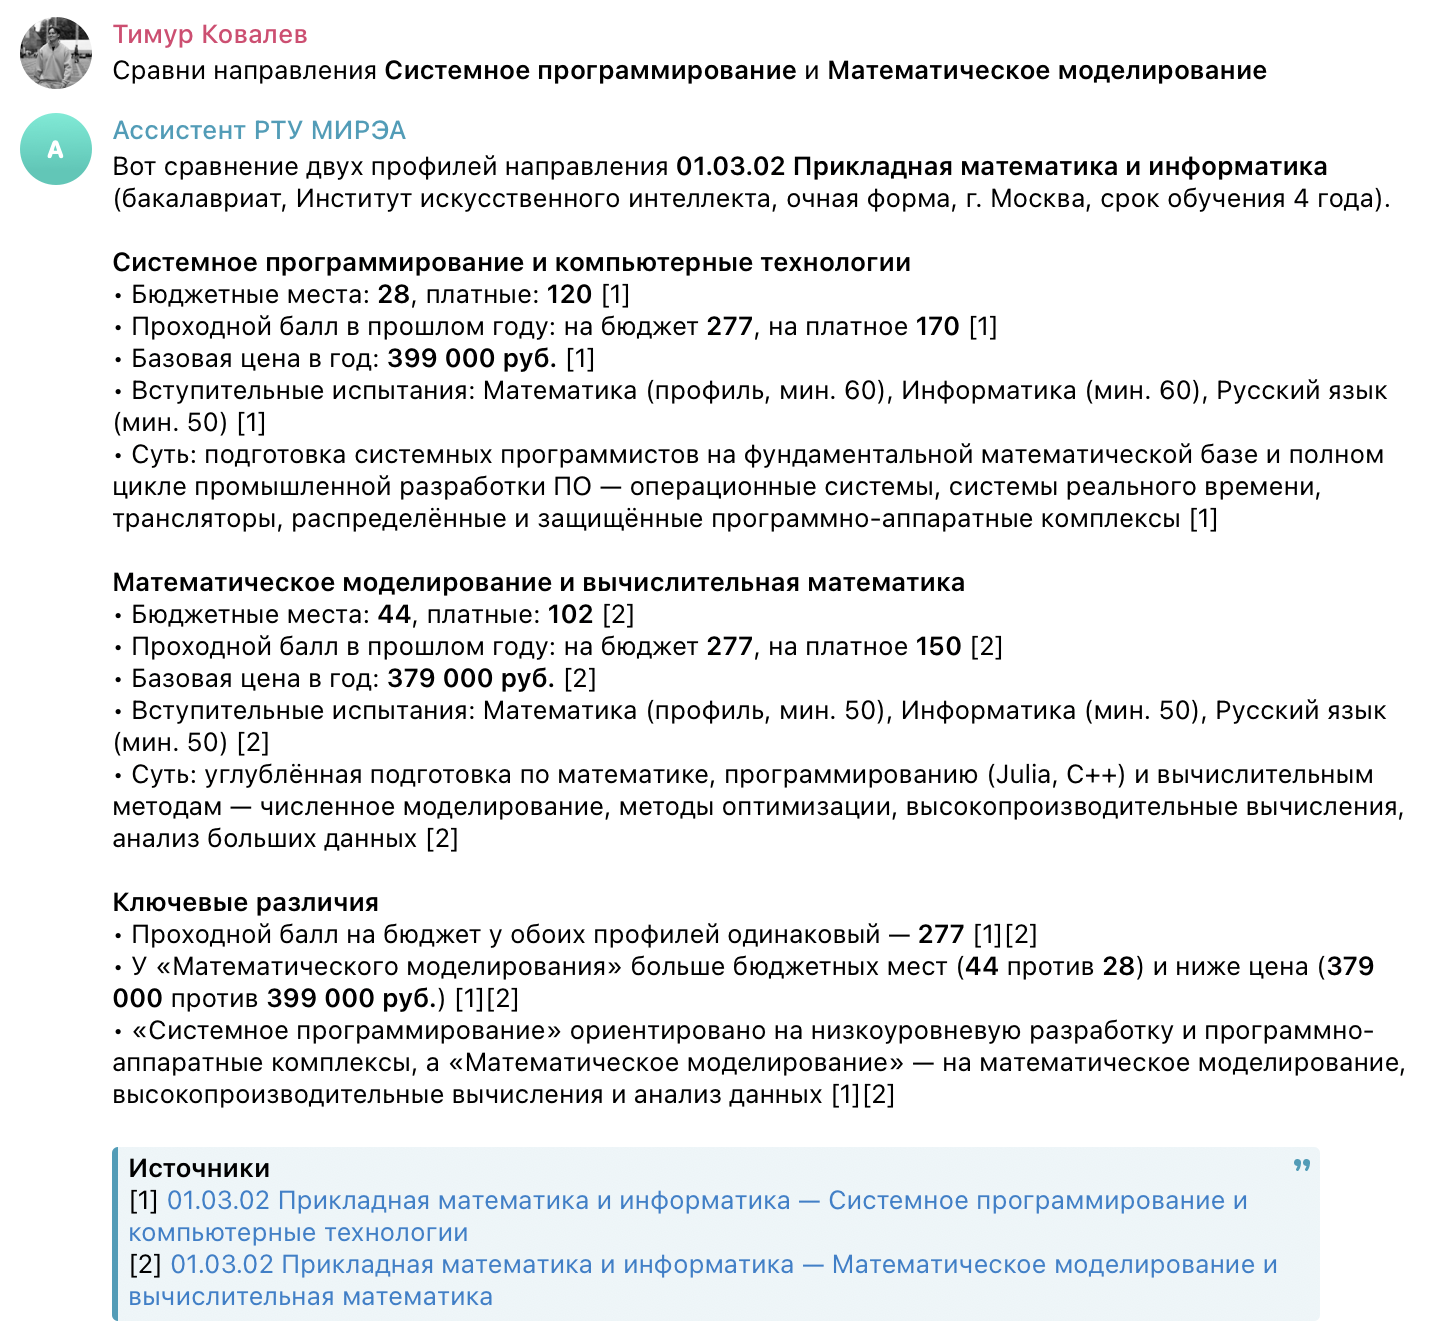 Тимур Ковалев
Сравни направления Системное программирование и Математическое моделирование
А
Ассистент РТУ МИРЭА
Вот сравнение двух профилей направления 01.03.02 Прикладная математика и информатика
(бакалавриат, Институт искусственного интеллекта, очная форма, г. Москва, срок обучения 4 года).
Системное программирование и компьютерные технологии
• Бюджетные места: 28, платные: 120 [1]
• Проходной балл в прошлом году: на бюджет 277, на платное 170 [1]
• Базовая цена в год: 399 000 руб. [1]
• Вступительные испытания: Математика (профиль, мин. 60), Информатика (мин. 60), Русский язык
(мин. 50) [1]
• Суть: подготовка системных программистов на фундаментальной математической базе и полном
цикле промышленной разработки ПО — операционные системы, системы реального времени,
трансляторы, распределённые и защищённые программно-аппаратные комплексы [1]
Математическое моделирование и вычислительная математика
• Бюджетные места: 44, платные: 102 [2]
• Проходной балл в прошлом году: на бюджет 277, на платное 150 [2]
• Базовая цена в год: 379 000 руб. [2]
• Вступительные испытания: Математика (профиль, мин. 50), Информатика (мин. 50), Русский язык
(мин. 50) [2]
• Суть: углублённая подготовка по математике, программированию (Julia, C++) и вычислительным
методам — численное моделирование, методы оптимизации, высокопроизводительные вычисления,
анализ больших данных [2]
Ключевые различия
• Проходной балл на бюджет у обоих профилей одинаковый — 277 [1][2]
• У «Математического моделирования» больше бюджетных мест (44 против 28) и ниже цена (379
000 против 399 000 руб.) [1][2]
• «Системное программирование» ориентировано на низкоуровневую разработку и программно-
аппаратные комплексы, а «Математическое моделирование» — на математическое моделирование,
высокопроизводительные вычисления и анализ данных [1][2]
Источники
[1] 01.03.02 Прикладная математика и информатика — Системное программирование и
компьютерные технологии
[2] 01.03.02 Прикладная математика и информатика — Математическое моделирование и
вычислительная математика